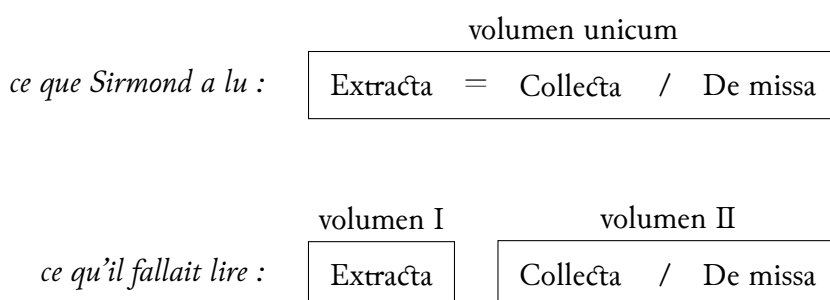 volumen unicum
ce que Sirmond a lu : Extracta = Collecta / De missa
volumen I volumen II
ce qu'il fallait lire : Extracta Collecta / De missa